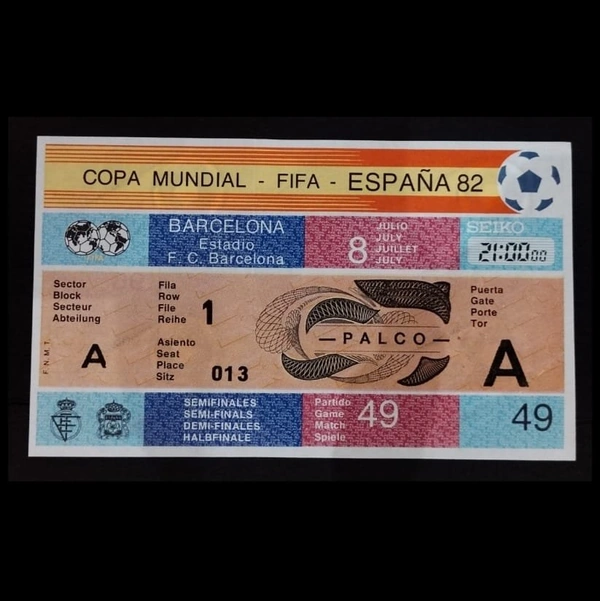 COPA MUNDIAL - FIFA - ESPAÑA 82
BARCELONA
Estadio
F. C. Barcelona
8
JULIO
JULY
JUILLET
JULY
SEIKO
21:00 00
Sector
Block
Secteur
Abteilung
A
Fila
Row
File
Reihe
1
Asiento
Seat
Place
Sitz
013
— PALCO —
Puerta
Gate
Porte
Tor
A
F.N.M.T.
SEMIFINALES
SEMI-FINALS
DEMI-FINALES
HALBFINALE
Partido
Game
Match
Spiele
49
49